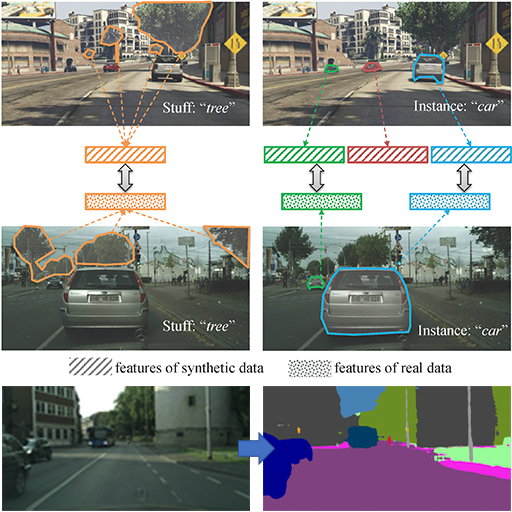 Stuff: “tree”
Instance: “car”
Stuff: “tree”
Instance: “car”
features of synthetic data
features of real data